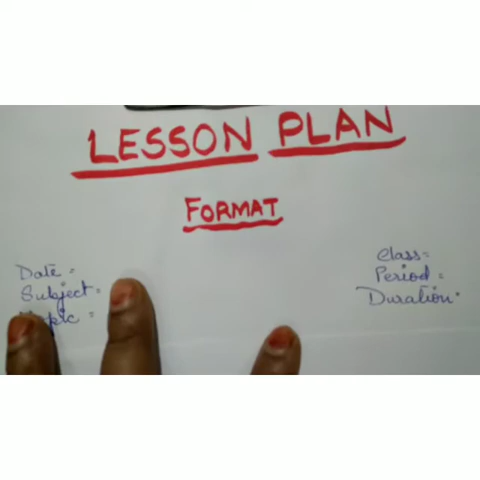 LESSON PLAN
FORMAT
Date =
Subject =
Class =
Period =
Duration =